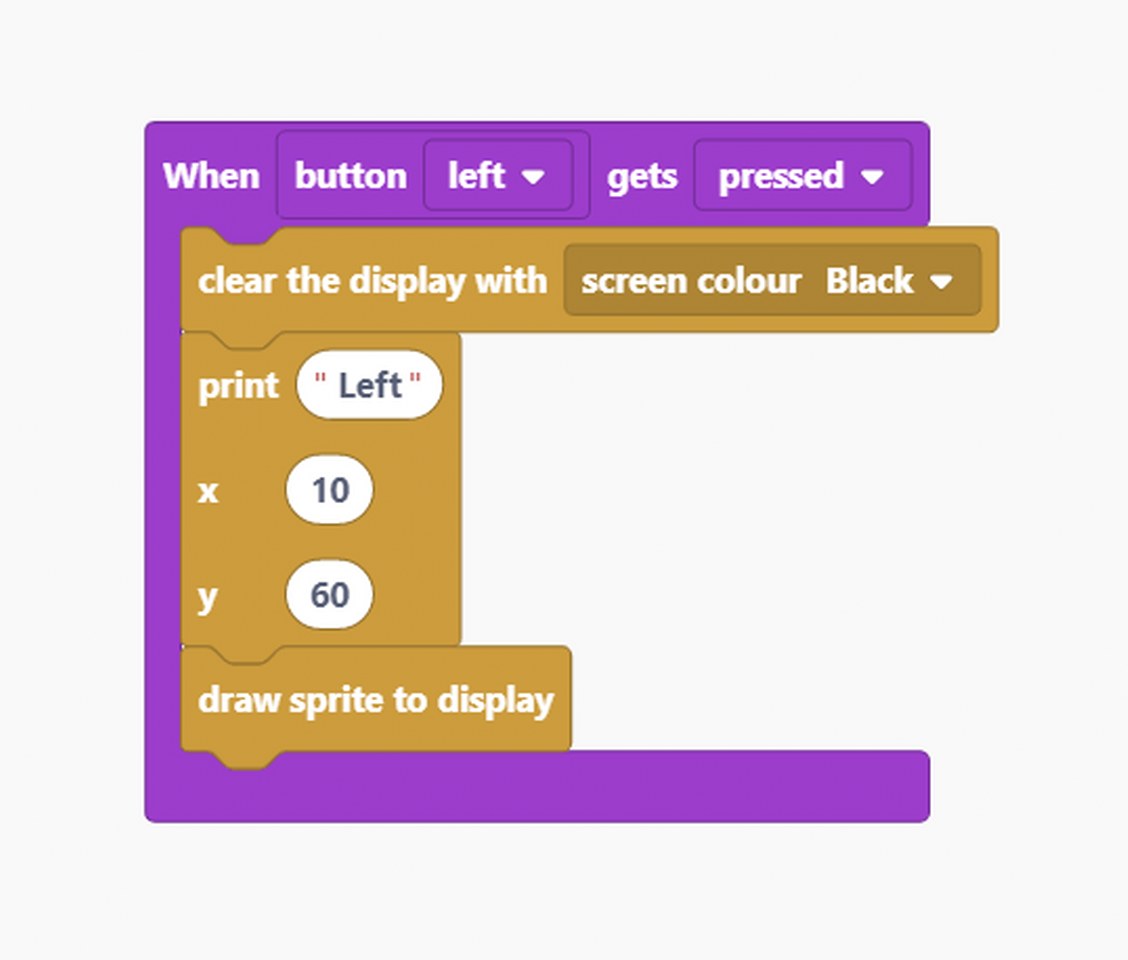 When button left gets pressed
clear the display with screen colour Black
print " Left "
x 10
y 60
draw sprite to display